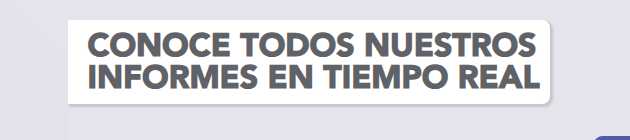 CONOCE TODOS NUESTROS
INFORMES EN TIEMPO REAL